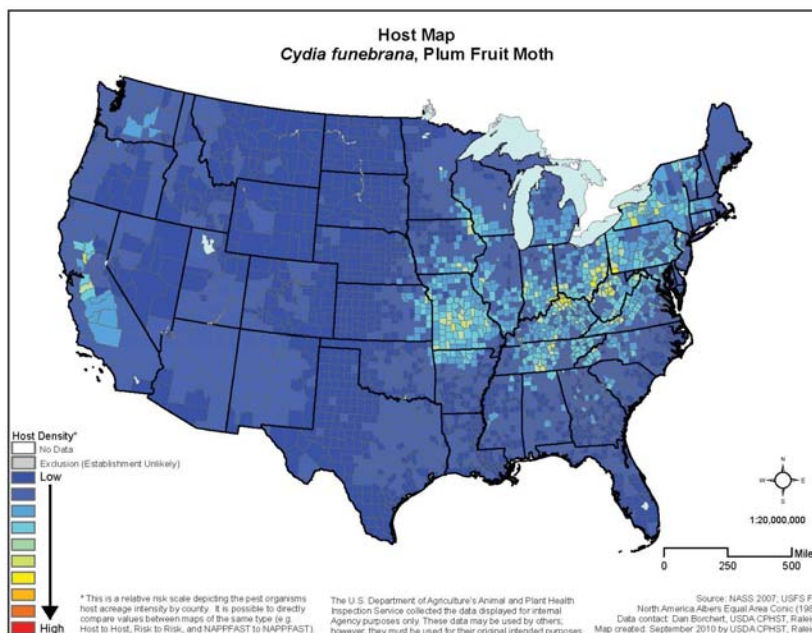 Host Map
Cydia funebrana, Plum Fruit Moth
Host Density*
No Data
Exclusion (Establishment Unlikely)
Low
High
N
W E
S
1:20,000,000
0 250 500 Mile
* This is a relative risk scale depicting the pest organisms
host acreage intensity by county. It is possible to directly
compare values between maps of the same type (e.g.
Host to Host, Risk to Risk, and NAPPFAST to NAPPFAST).
The U.S. Department of Agriculture's Animal and Plant Health
Inspection Service collected the data displayed for internal
Agency purposes only. These data may be used by others;
however, they must be used for their original intended purposes
Source: NASS 2007; USFS F
North America Albers Equal Area Conic (19
Data contact: Dan Borchert, USDA CPHST, Rale
Map created: September 2010 by USDA CPHST, R